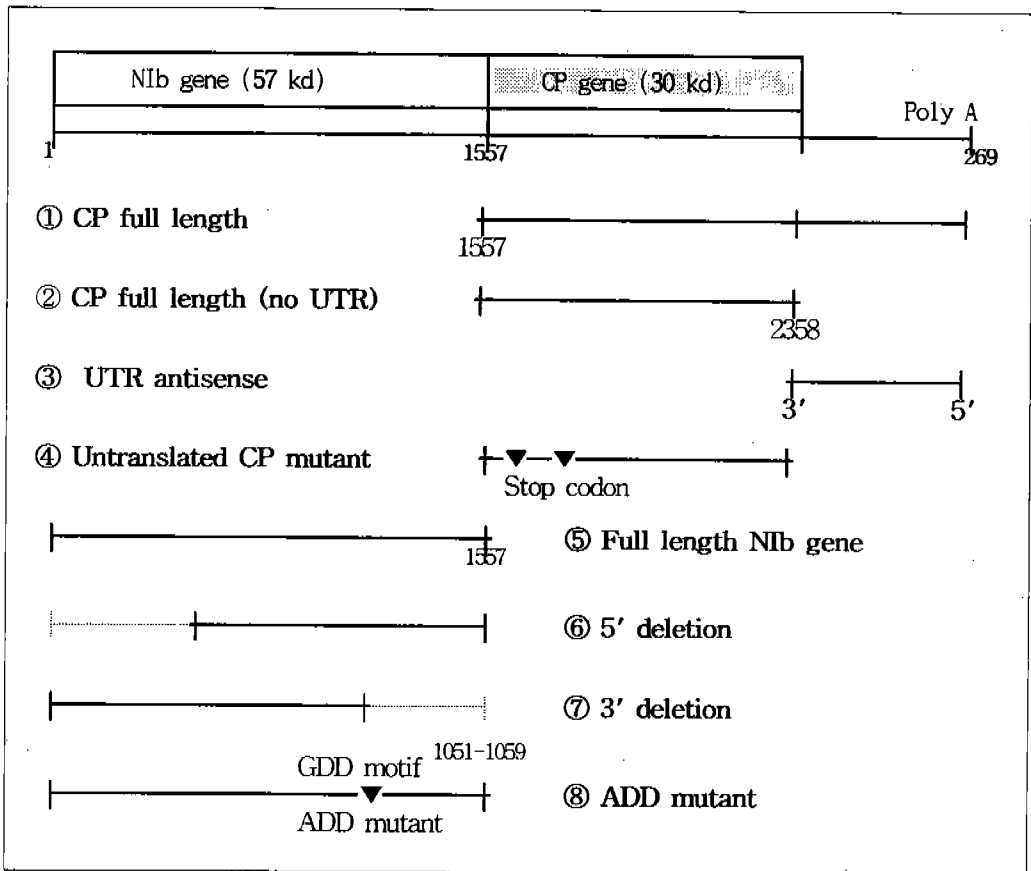 NIb gene (57 kd)
CP gene (30 kd)
Poly A
1
1557
269
① CP full length
1557
② CP full length (no UTR)
2358
③ UTR antisense
3′
5′
④ Untranslated CP mutant
Stop codon
1557
⑤ Full length NIb gene
⑥ 5′ deletion
⑦ 3′ deletion
1051-1059
GDD motif
⑧ ADD mutant
ADD mutant